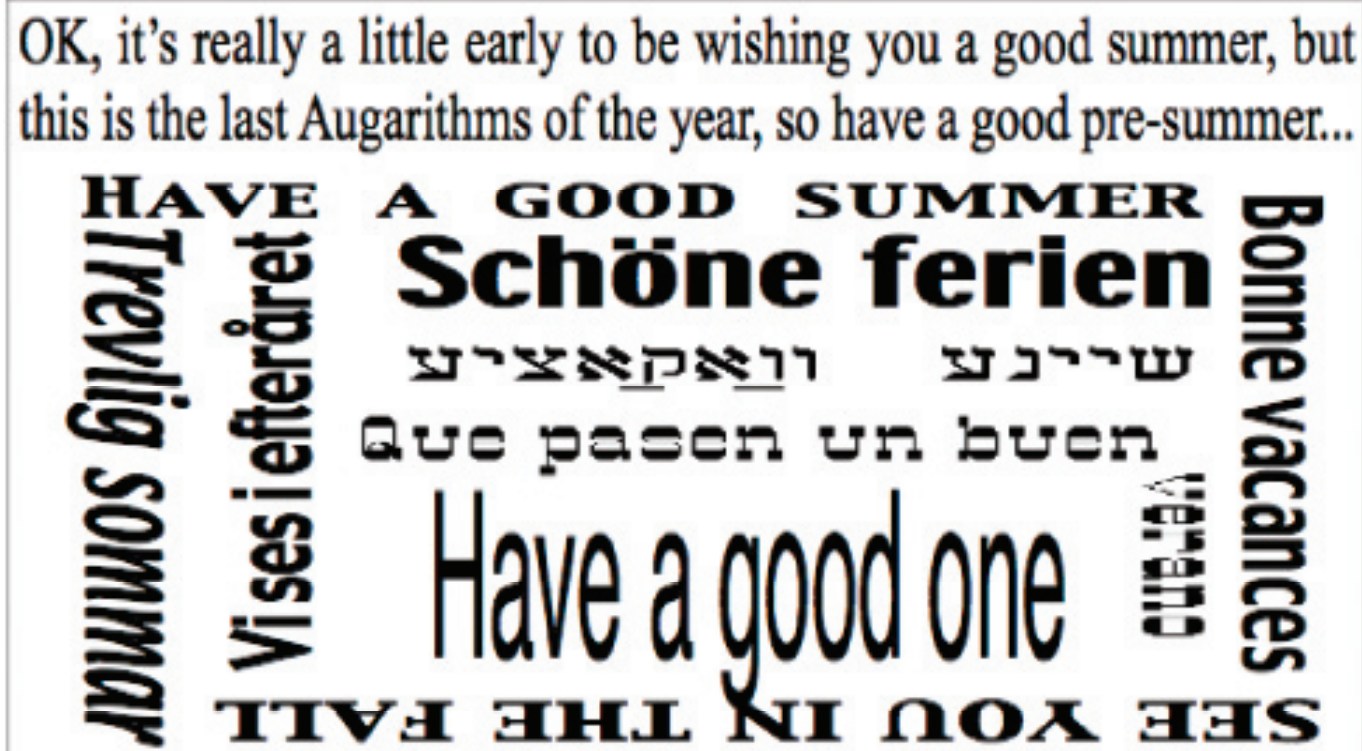 OK, it’s really a little early to be wishing you a good summer, but
this is the last Augarithms of the year, so have a good pre-summer...
HAVE A GOOD SUMMER
Schöne ferien
שיינע וואַקאַציע
Que pasen un buen
verano
Have a good one
Bonne vacances
Trevlig sommar
Vi ses i efteråret
SEE YOU IN THE FALL